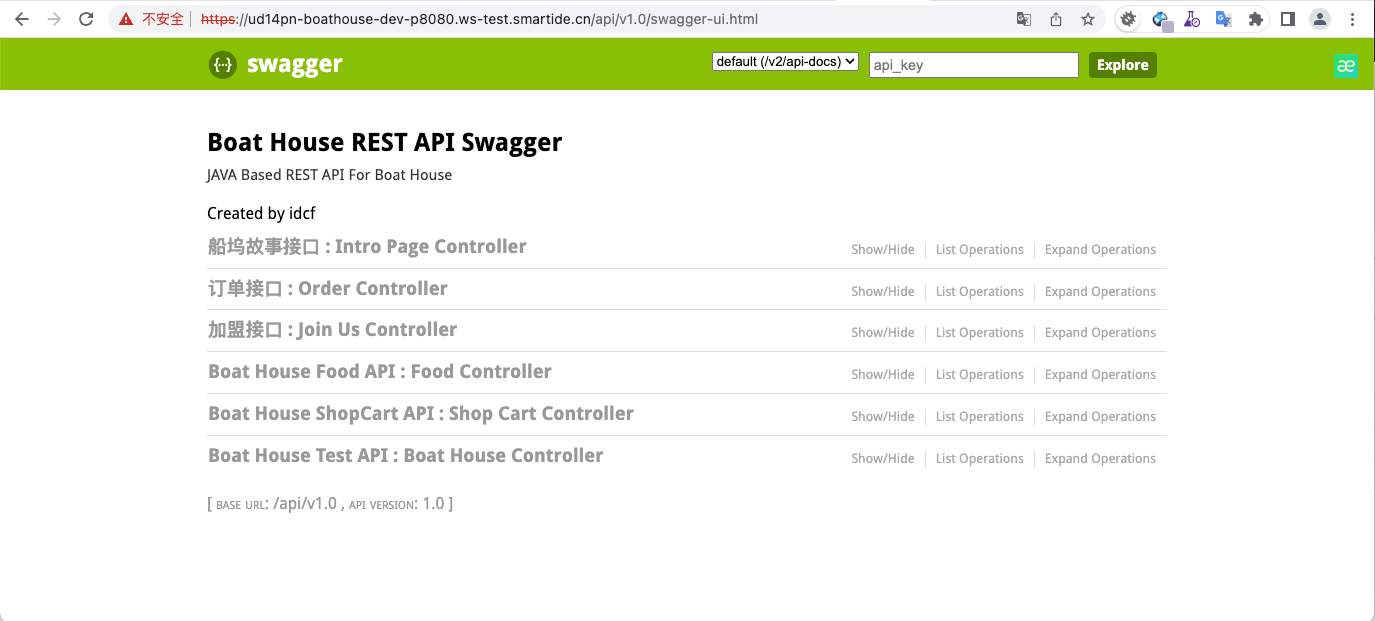 不安全 https://ud14pn-boathouse-dev-p8080.ws-test.smartide.cn/api/v1.0/swagger-ui.html
{··} swagger default (/v2/api-docs) api_key Explore æ
Boat House REST API Swagger
JAVA Based REST API For Boat House
Created by idcf
船坞故事接口 : Intro Page Controller Show/Hide List Operations Expand Operations
订单接口 : Order Controller Show/Hide List Operations Expand Operations
加盟接口 : Join Us Controller Show/Hide List Operations Expand Operations
Boat House Food API : Food Controller Show/Hide List Operations Expand Operations
Boat House ShopCart API : Shop Cart Controller Show/Hide List Operations Expand Operations
Boat House Test API : Boat House Controller Show/Hide List Operations Expand Operations
[ BASE URL: /api/v1.0 , API VERSION: 1.0 ]